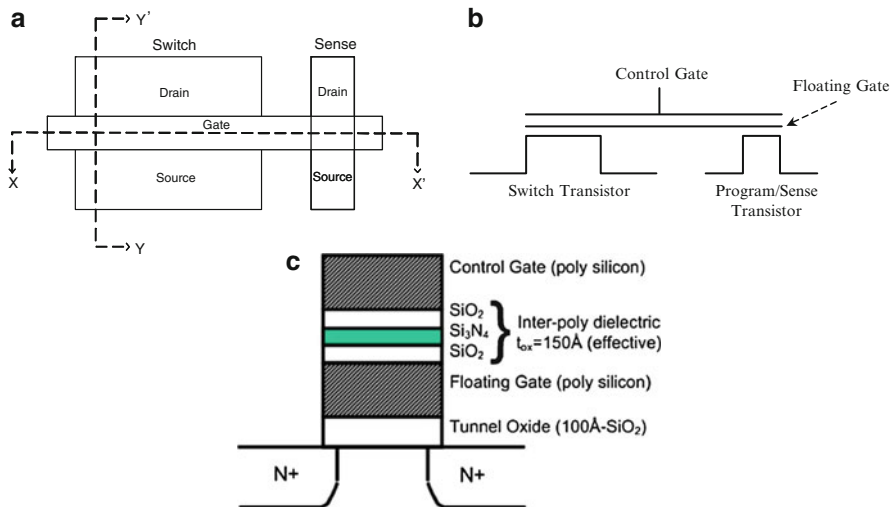 a
Y'
Switch
Sense
Drain
Drain
Gate
X
X'
Source
Source
Y
b
Control Gate
Floating Gate
Switch Transistor
Program/Sense
Transistor
c
Control Gate (poly silicon)
SiO₂
Si₃N₄
SiO₂
Inter-poly dielectric
tₒₓ=150Å (effective)
Floating Gate (poly silicon)
Tunnel Oxide (100Å-SiO₂)
N+
N+